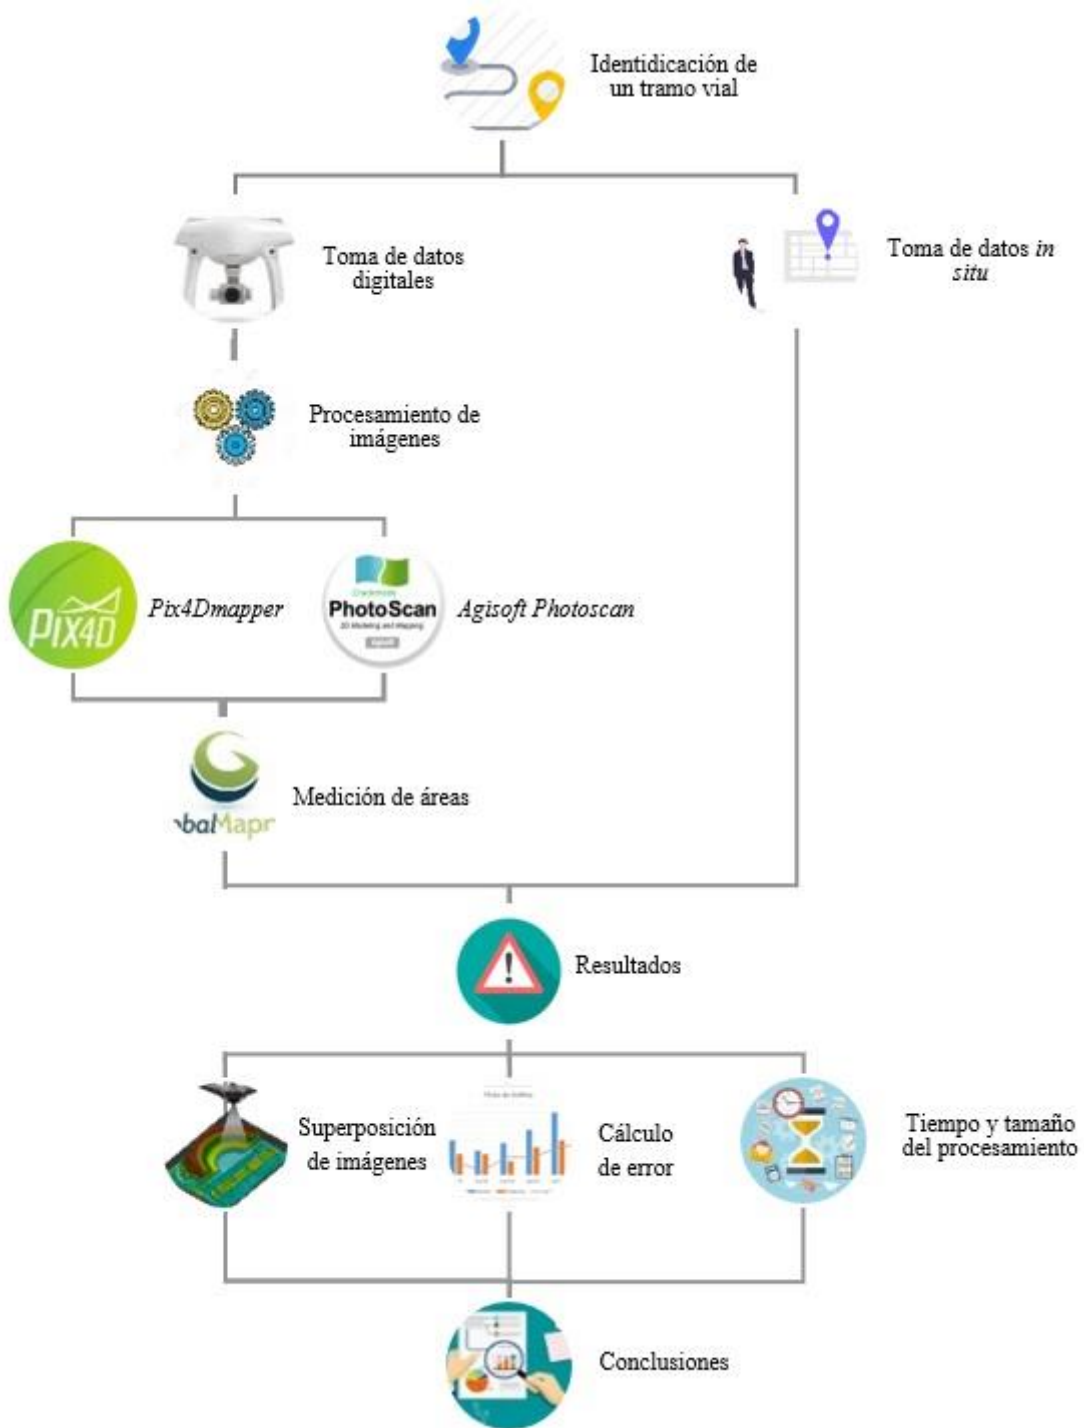 Identidicación de
un tramo vial
Toma de datos
digitales
Toma de datos in
situ
Procesamiento de
imágenes
PIX4D
Pix4Dmapper
PhotoScan
Agisoft
Agisoft Photoscan
balMapr
Medición de áreas
Resultados
Superposición
de imágenes
Cálculo
de error
Tiempo y tamaño
del procesamiento
Conclusiones